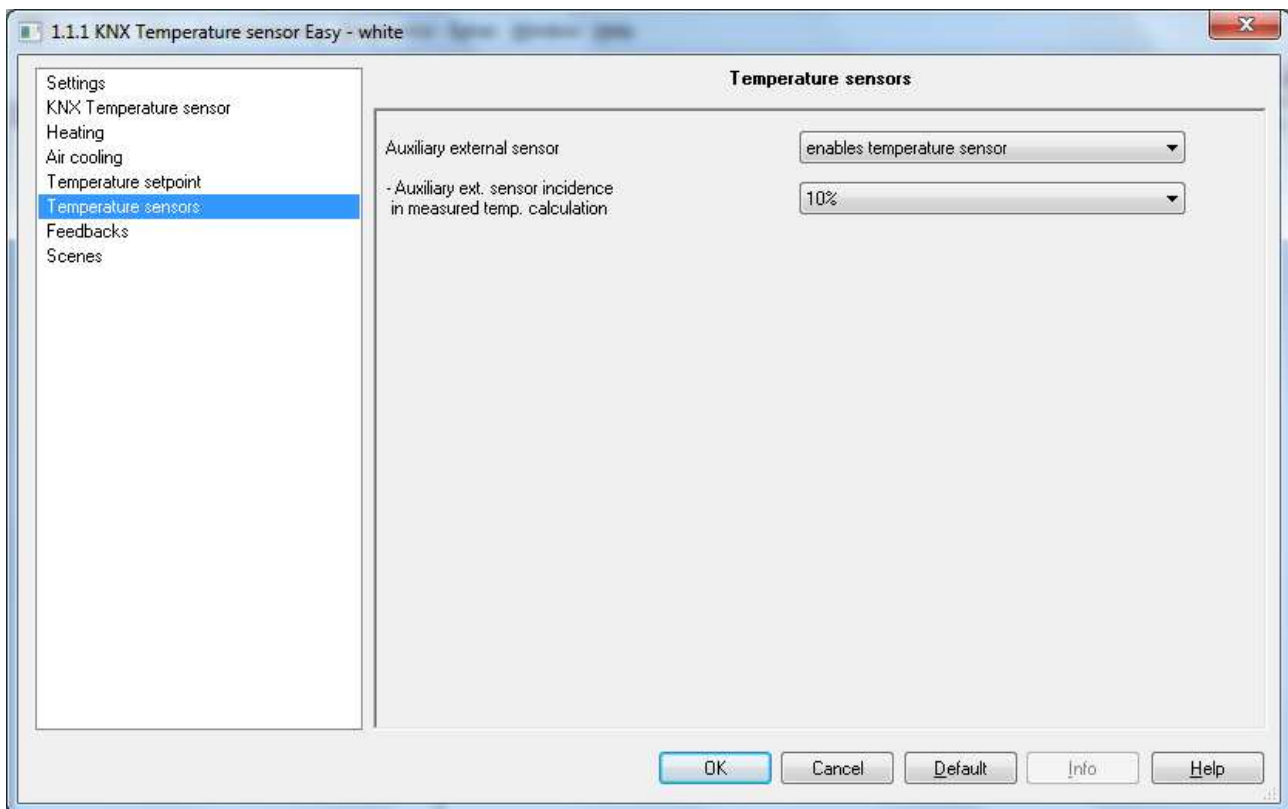 1.1.1 KNX Temperature sensor Easy - white
Settings
KNX Temperature sensor
Heating
Air cooling
Temperature setpoint
Temperature sensors
Feedbacks
Scenes
Temperature sensors
Auxiliary external sensor
enables temperature sensor
- Auxiliary ext. sensor incidence
in measured temp. calculation
10%
OK
Cancel
Default
Info
Help